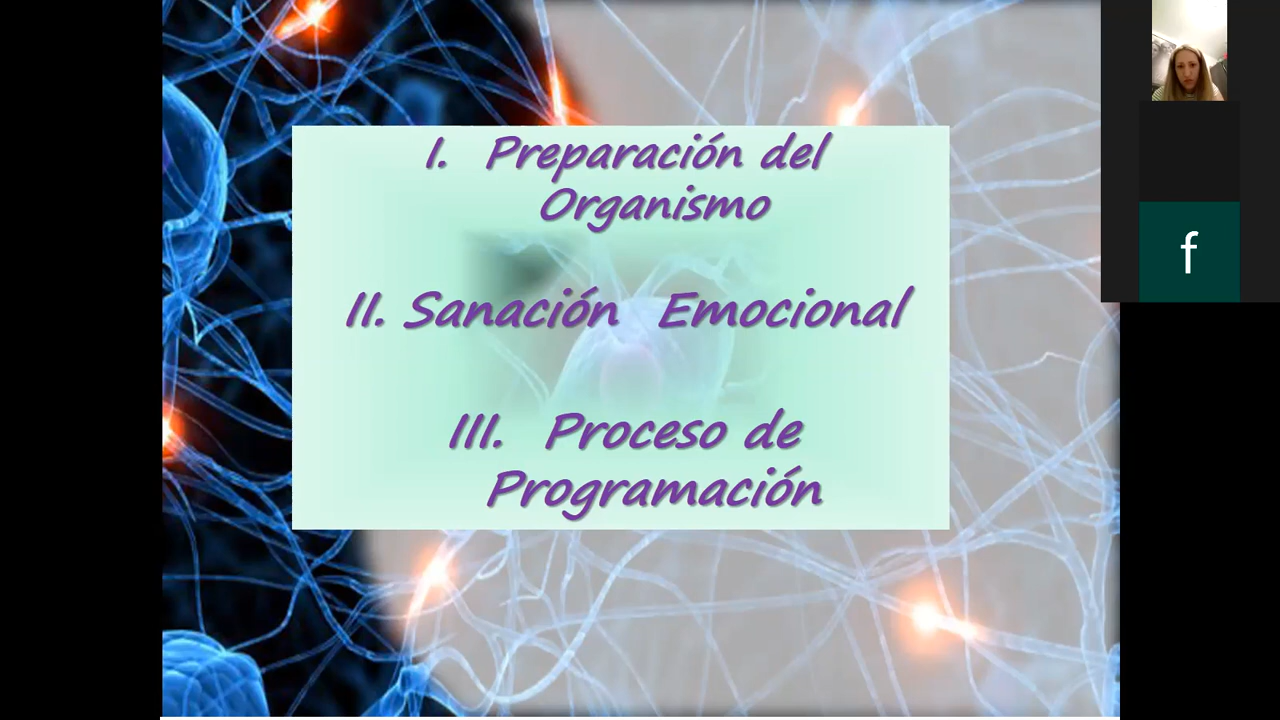 I. Preparación del
Organismo
II. Sanación Emocional
III. Proceso de
Programación
f